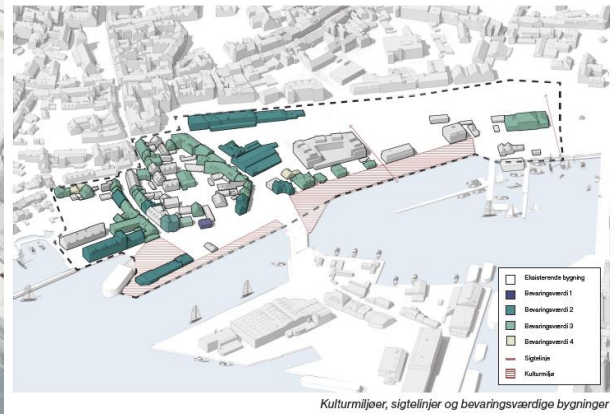 Eksisterende bygning
Bevaringsværdi 1
Bevaringsværdi 2
Bevaringsværdi 3
Bevaringsværdi 4
Sigtelinje
Kulturmiljø
Kulturmiljøer, sigtelinjer og bevaringsværdige bygninger